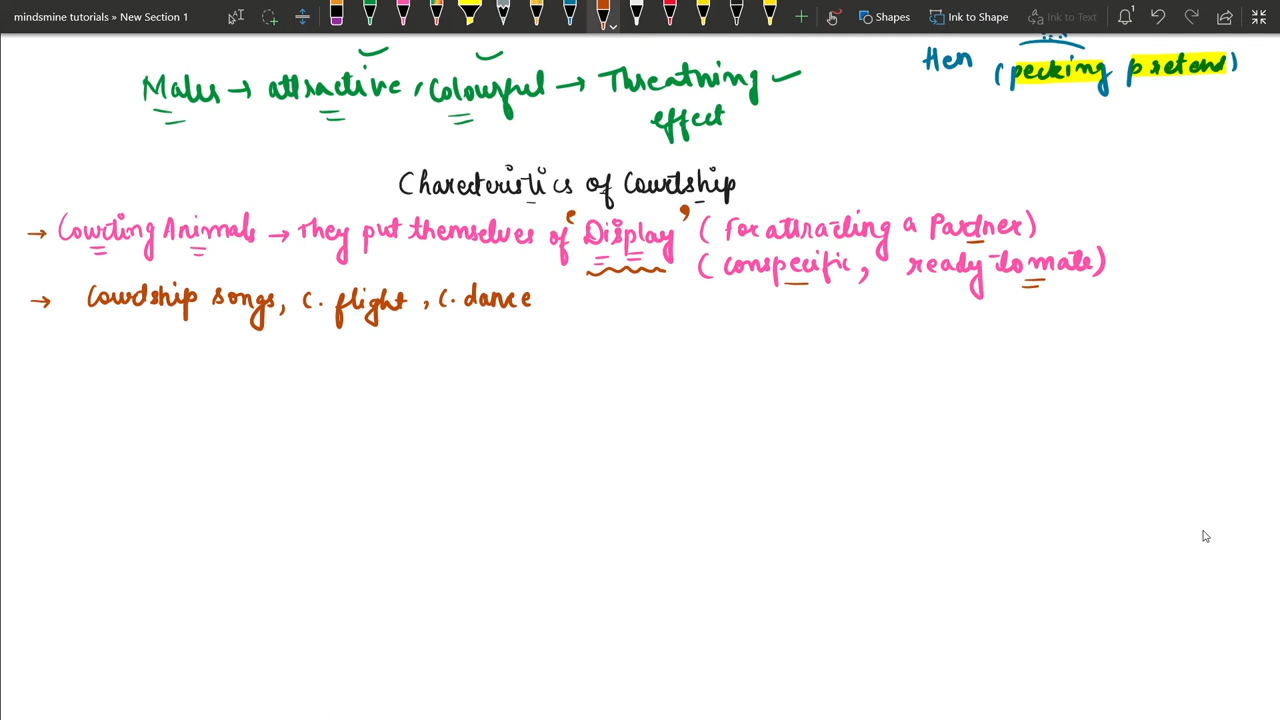 mindsmine tutorials » New Section 1
Shapes
Ink to Shape
Ink to Text
Hen (pecking pretend)
Males → attractive, Colourful → Threatning
effect
Charecteristics of Courtship
→ Courting Animals → They put themselves of 'Display' (For attracting a Partner)
(conspecific, ready to mate)
→ Courtship songs, C. flight, C. dance